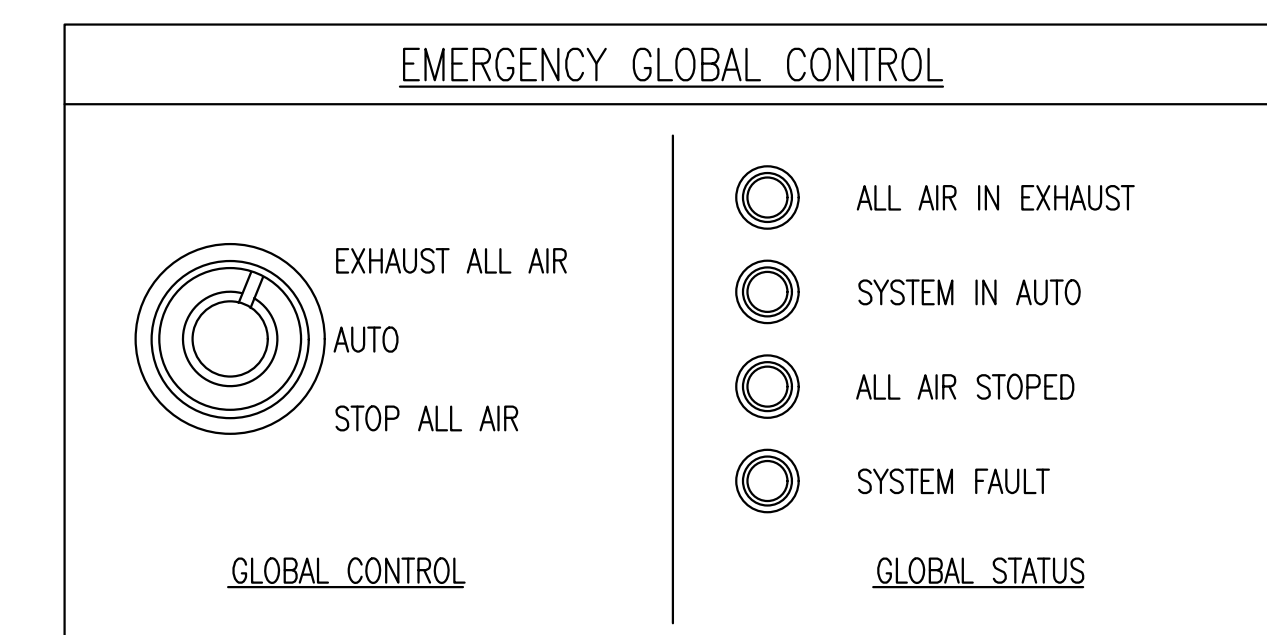 EMERGENCY GLOBAL CONTROL
EXHAUST ALL AIR
AUTO
STOP ALL AIR
GLOBAL CONTROL
ALL AIR IN EXHAUST
SYSTEM IN AUTO
ALL AIR STOPED
SYSTEM FAULT
GLOBAL STATUS